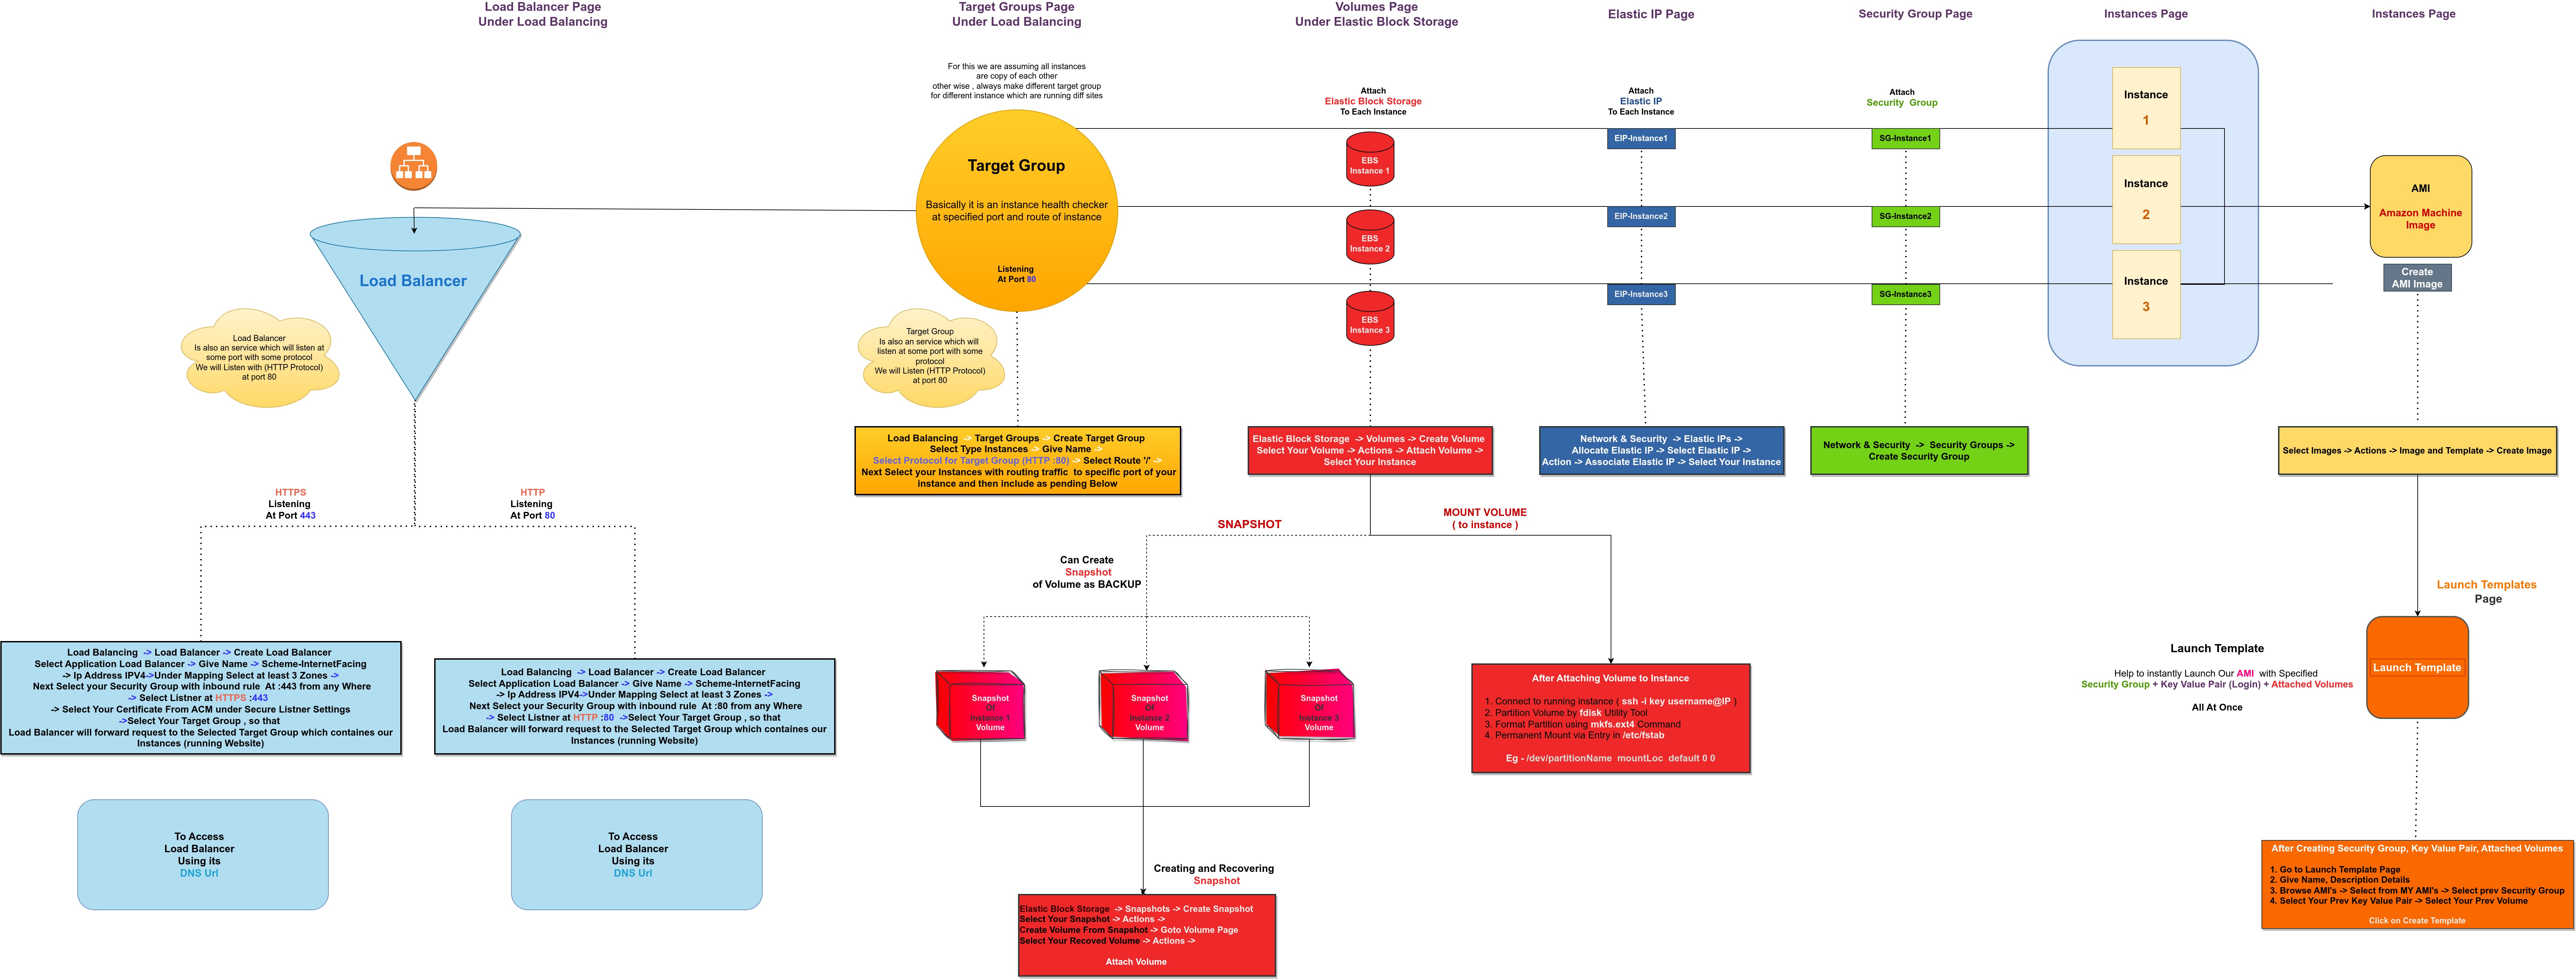 Load Balancer Page
Under Load Balancing
Target Groups Page
Under Load Balancing
Volumes Page
Under Elastic Block Storage
Elastic IP Page
Security Group Page
Instances Page
Instances Page
For this we are assuming all instances
are copy of each other
other wise , always make different target group
for different instance which are running diff sites
Attach
Elastic Block Storage
To Each Instance
Attach
Elastic IP
To Each Instance
Attach
Security Group
Target Group
Basically it is an instance health checker
at specified port and route of instance
Listening
At Port 80
EBS
Instance 1
EBS
Instance 2
EBS
Instance 3
EIP-Instance1
EIP-Instance2
EIP-Instance3
SG-Instance1
SG-Instance2
SG-Instance3
Instance
1
Instance
2
Instance
3
AMI
Amazon Machine
Image
Create
AMI Image
Load Balancer
Load Balancer
Is also an service which will listen at
some port with some protocol
We will Listen with (HTTP Protocol)
at port 80
Target Group
Is also an service which will
listen at some port with some
protocol
We will Listen (HTTP Protocol)
at port 80
Load Balancing -> Target Groups -> Create Target Group
Select Type Instances -> Give Name ->
Select Protocol for Target Group (HTTP :80) -> Select Route '/' ->
Next Select your Instances with routing traffic to specific port of your
instance and then include as pending Below
Elastic Block Storage -> Volumes -> Create Volume
Select Your Volume -> Actions -> Attach Volume ->
Select Your Instance
Network & Security -> Elastic IPs ->
Allocate Elastic IP -> Select Elastic IP ->
Action -> Associate Elastic IP -> Select Your Instance
Network & Security -> Security Groups ->
Create Security Group
Select Images -> Actions -> Image and Template -> Create Image
HTTPS
Listening
At Port 443
HTTP
Listening
At Port 80
SNAPSHOT
MOUNT VOLUME
( to instance )
Can Create
Snapshot
of Volume as BACKUP
Launch Templates
Page
Load Balancing -> Load Balancer -> Create Load Balancer
Select Application Load Balancer -> Give Name -> Scheme-InternetFacing
-> Ip Address IPV4->Under Mapping Select at least 3 Zones ->
Next Select your Security Group with inbound rule At :443 from any Where
-> Select Listner at HTTPS :443
-> Select Your Certificate From ACM under Secure Listner Settings
->Select Your Target Group , so that
Load Balancer will forward request to the Selected Target Group which containes our
Instances (running Website)
Load Balancing -> Load Balancer -> Create Load Balancer
Select Application Load Balancer -> Give Name -> Scheme-InternetFacing
-> Ip Address IPV4->Under Mapping Select at least 3 Zones ->
Next Select your Security Group with inbound rule At :80 from any Where
-> Select Listner at HTTP :80 ->Select Your Target Group , so that
Load Balancer will forward request to the Selected Target Group which containes our
Instances (running Website)
Snapshot
Of
Instance 1
Volume
Snapshot
Of
Instance 2
Volume
Snapshot
Of
Instance 3
Volume
After Attaching Volume to Instance
1. Connect to running instance ( ssh -i key username@IP )
2. Partition Volume by fdisk Utility Tool
3. Format Partition using mkfs.ext4 Command
4. Permanent Mount via Entry in /etc/fstab
Eg - /dev/partitionName mountLoc default 0 0
Launch Template
Help to instantly Launch Our AMI with Specified
Security Group + Key Value Pair (Login) + Attached Volumes
All At Once
Launch Template
To Access
Load Balancer
Using its
DNS Url
To Access
Load Balancer
Using its
DNS Url
Creating and Recovering
Snapshot
Elastic Block Storage -> Snapshots -> Create Snapshot
Select Your Snapshot -> Actions ->
Create Volume From Snapshot -> Goto Volume Page
Select Your Recoved Volume -> Actions ->
Attach Volume
After Creating Security Group, Key Value Pair, Attached Volumes
1. Go to Launch Template Page
2. Give Name, Description Details
3. Browse AMI's -> Select from MY AMI's -> Select prev Security Group
4. Select Your Prev Key Value Pair -> Select Your Prev Volume
Click on Create Template